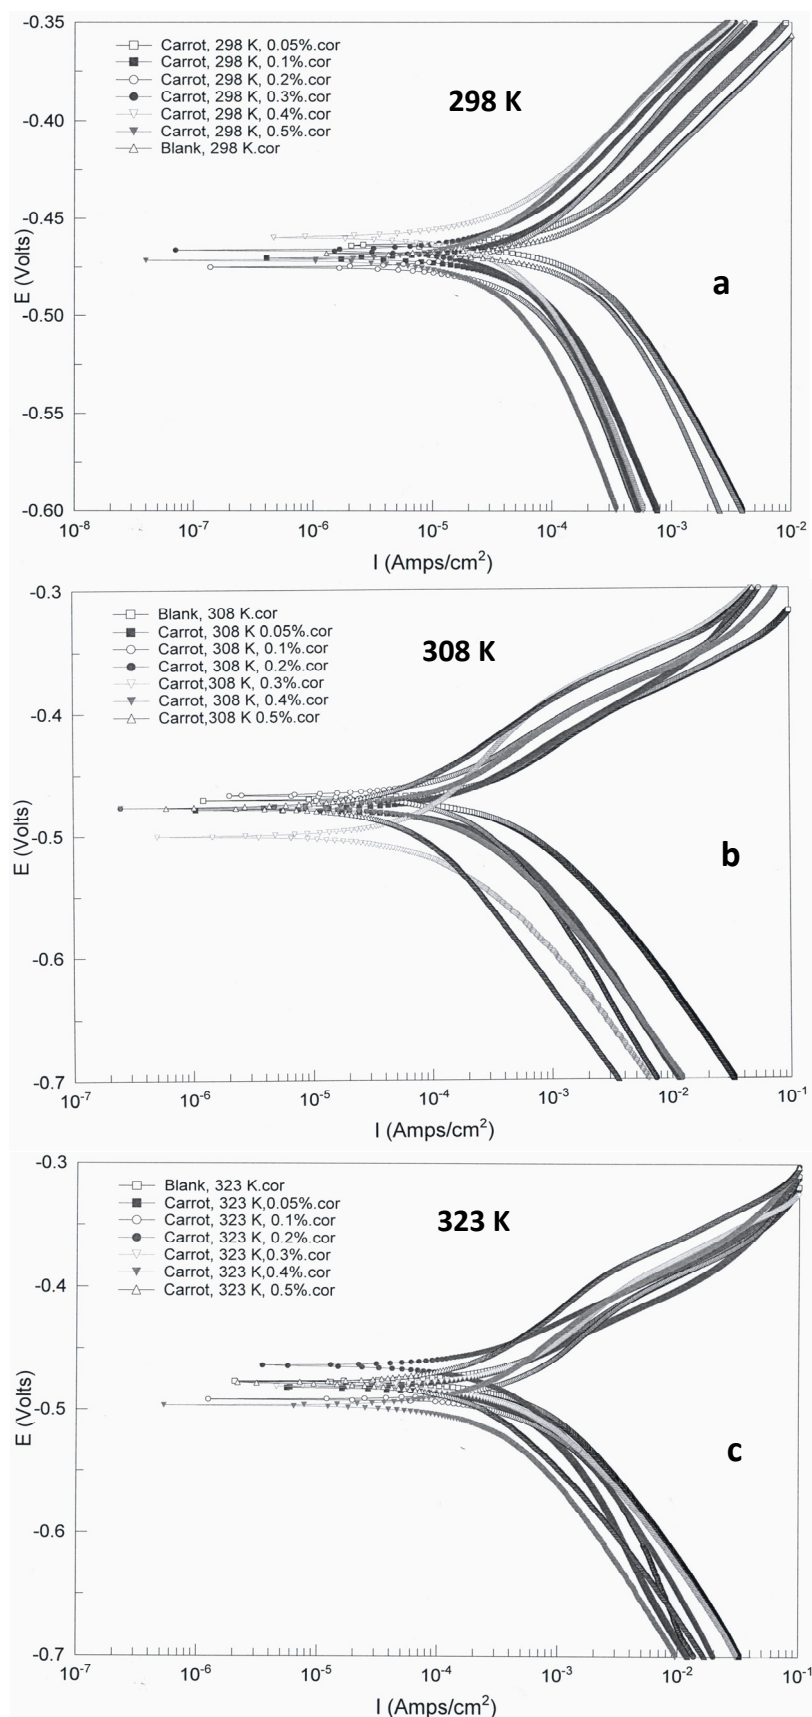 -0.35
-0.40
-0.45
-0.50
-0.55
-0.60
E (Volts)
Carrot, 298 K, 0.05%.cor
Carrot, 298 K, 0.1%.cor
Carrot, 298 K, 0.2%.cor
Carrot, 298 K, 0.3%.cor
Carrot, 298 K, 0.4%.cor
Carrot, 298 K, 0.5%.cor
Blank, 298 K.cor
298 K
a
10⁻⁸ 10⁻⁷ 10⁻⁶ 10⁻⁵ 10⁻⁴ 10⁻³ 10⁻²
I (Amps/cm²)
-0.3
-0.4
-0.5
-0.6
-0.7
E (Volts)
Blank, 308 K.cor
Carrot, 308 K 0.05%.cor
Carrot, 308 K, 0.1%.cor
Carrot, 308 K, 0.2%.cor
Carrot,308 K, 0.3%.cor
Carrot, 308 K, 0.4%.cor
Carrot,308 K 0.5%.cor
308 K
b
10⁻⁷ 10⁻⁶ 10⁻⁵ 10⁻⁴ 10⁻³ 10⁻² 10⁻¹
I (Amps/cm²)
-0.3
-0.4
-0.5
-0.6
-0.7
E (Volts)
Blank, 323 K.cor
Carrot, 323 K,0.05%.cor
Carrot, 323 K, 0.1%.cor
Carrot, 323 K, 0.2%.cor
Carrot, 323 K,0.3%.cor
Carrot, 323 K,0.4%.cor
Carrot, 323 K, 0.5%.cor
323 K
c
10⁻⁷ 10⁻⁶ 10⁻⁵ 10⁻⁴ 10⁻³ 10⁻² 10⁻¹
I (Amps/cm²)